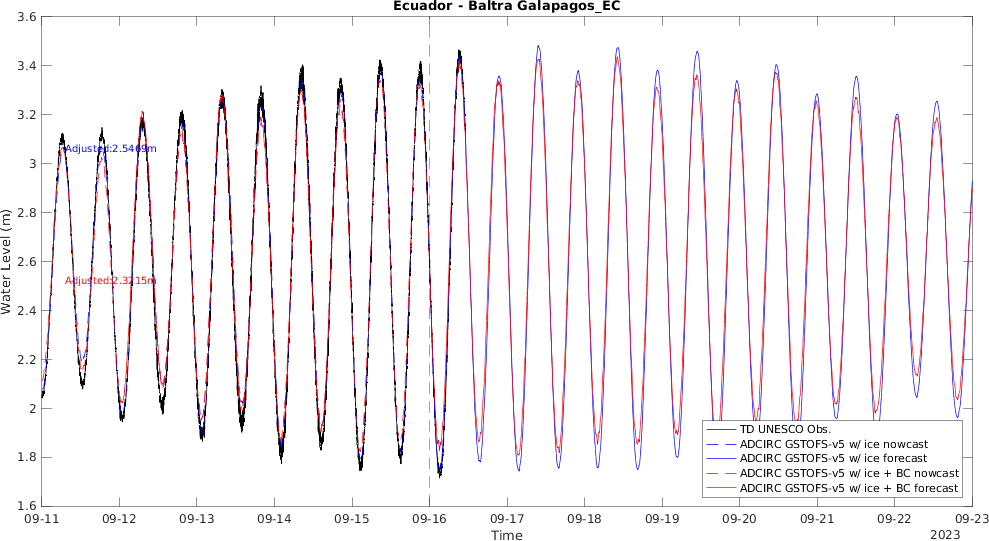 Ecuador - Baltra Galapagos_EC
3.6
3.4
3.2
3
2.8
2.6
2.4
2.2
2
1.8
1.6
Water Level (m)
Adjusted:2.5469m
Adjusted:2.3215m
TD UNESCO Obs.
ADCIRC GSTOFS-v5 w/ ice nowcast
ADCIRC GSTOFS-v5 w/ ice forecast
ADCIRC GSTOFS-v5 w/ ice + BC nowcast
ADCIRC GSTOFS-v5 w/ ice + BC forecast
09-11 09-12 09-13 09-14 09-15 09-16 09-17 09-18 09-19 09-20 09-21 09-22 09-23
Time
2023